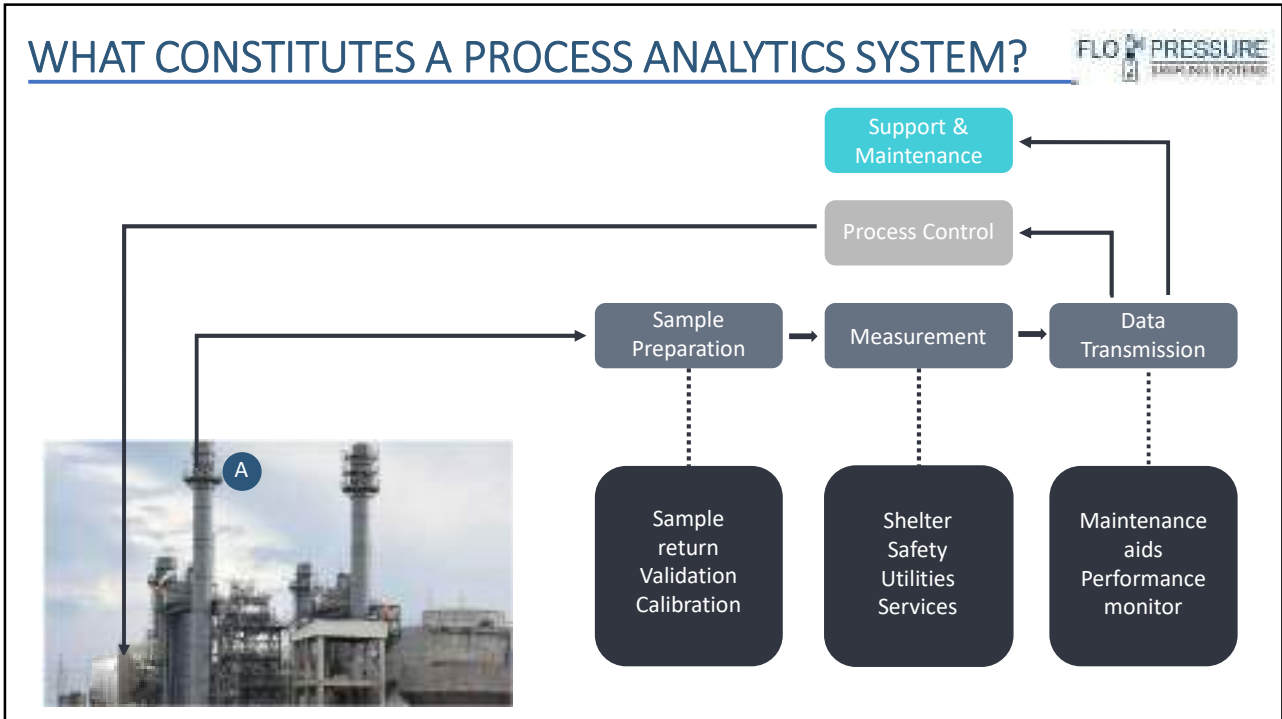 WHAT CONSTITUTES A PROCESS ANALYTICS SYSTEM?
FLO PRESSURE
Support &
Maintenance
Process Control
Sample
Preparation
Measurement
Data
Transmission
A
Sample
return
Validation
Calibration
Shelter
Safety
Utilities
Services
Maintenance
aids
Performance
monitor